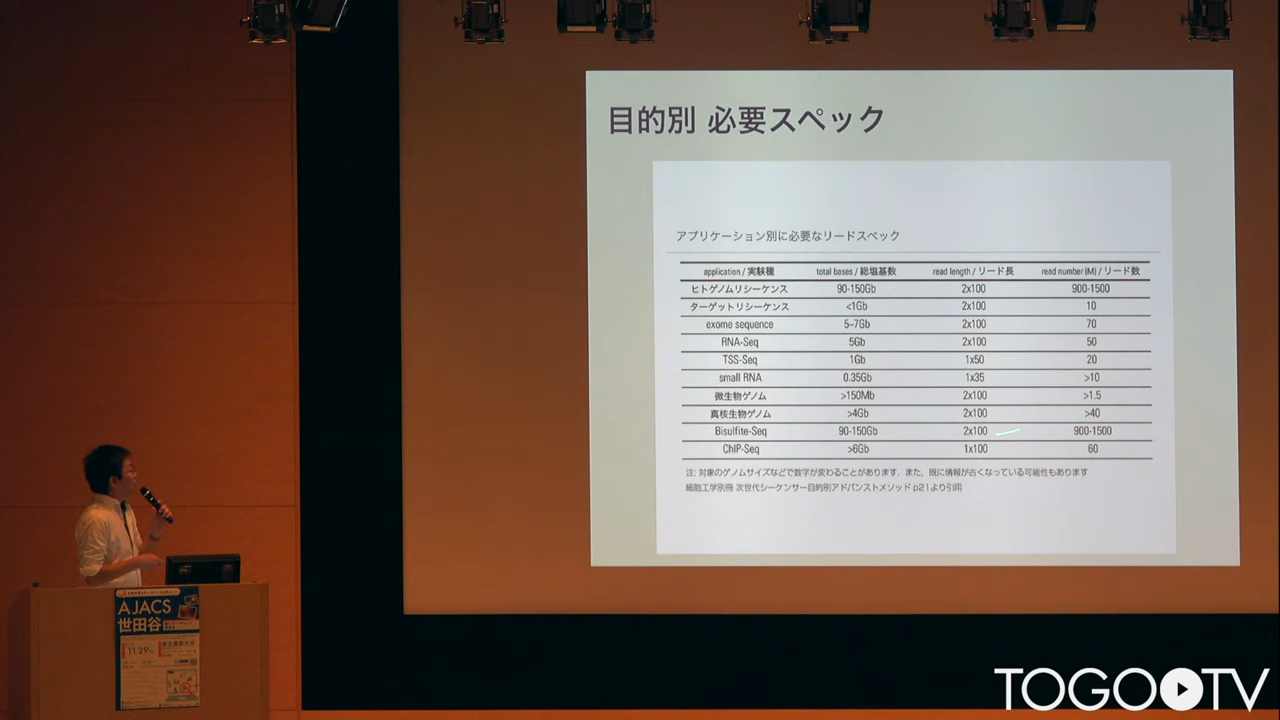 目的別 必要スペック
アプリケーション別に必要なリードスペック
application / 実験種 total bases / 総塩基数 read length / リード長 read number (M) / リード数
ヒトゲノムリシーケンス 90-150Gb 2x100 900-1500
ターゲットリシーケンス <1Gb 2x100 10
exome sequence 5~7Gb 2x100 70
RNA-Seq 5Gb 2x100 50
TSS-Seq 1Gb 1x50 20
small RNA 0.35Gb 1x35 >10
微生物ゲノム >150Mb 2x100 >1.5
真核生物ゲノム >4Gb 2x100 >40
Bisulfite-Seq 90-150Gb 2x100 900-1500
ChIP-Seq >6Gb 1x100 60
注: 対象のゲノムサイズなどで数字が変わることがあります．また，既に情報が古くなっている可能性もあります
細胞工学別冊 次世代シーケンサー目的別アドバンストメソッド p21より引用
AJACS
世田谷
11/29
TOGOTV